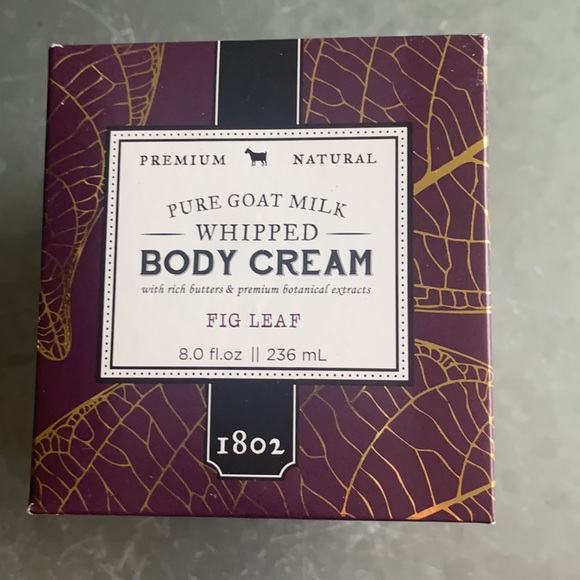 PREMIUM NATURAL
PURE GOAT MILK
WHIPPED
BODY CREAM
with rich butters & premium botanical extracts
FIG LEAF
8.0 fl.oz || 236 mL
1802